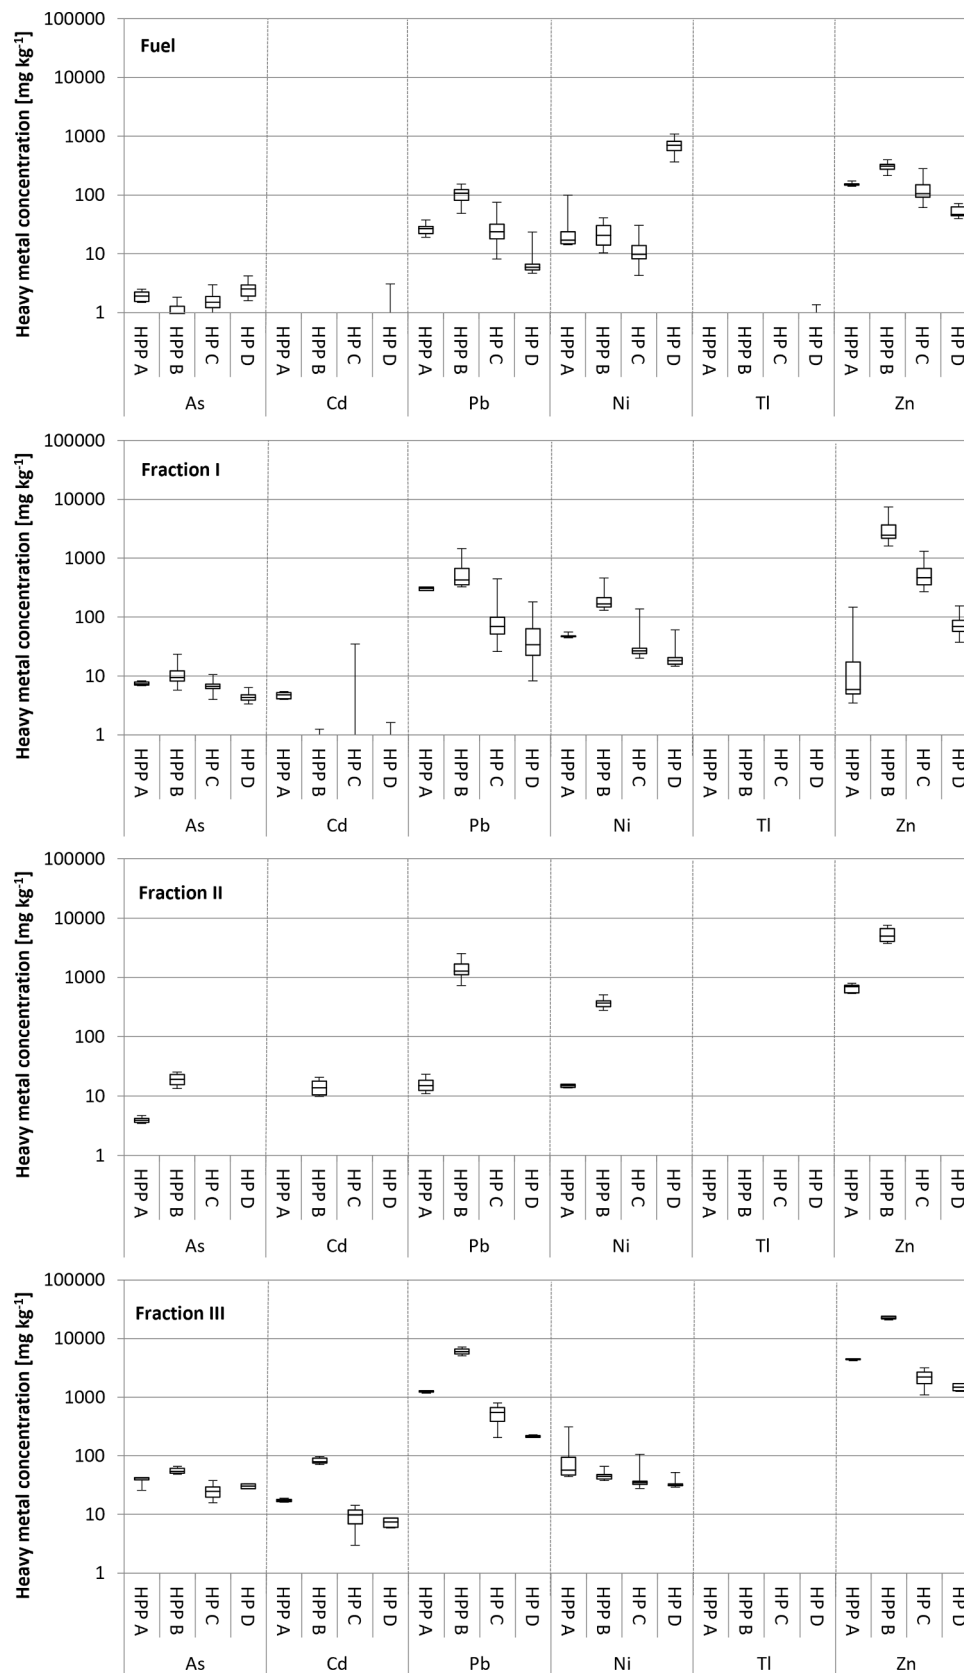 Heavy metal concentration [mg kg⁻¹]
Fuel
100000
10000
1000
100
10
1
HPP A HPP B HP C HP D HPP A HPP B HP C HP D HPP A HPP B HP C HP D HPP A HPP B HP C HP D HPP A HPP B HP C HP D HPP A HPP B HP C HP D
As Cd Pb Ni Tl Zn
Heavy metal concentration [mg kg⁻¹]
Fraction I
100000
10000
1000
100
10
1
HPP A HPP B HP C HP D HPP A HPP B HP C HP D HPP A HPP B HP C HP D HPP A HPP B HP C HP D HPP A HPP B HP C HP D HPP A HPP B HP C HP D
As Cd Pb Ni Tl Zn
Heavy metal concentration [mg kg⁻¹]
Fraction II
100000
10000
1000
100
10
1
HPP A HPP B HP C HP D HPP A HPP B HP C HP D HPP A HPP B HP C HP D HPP A HPP B HP C HP D HPP A HPP B HP C HP D HPP A HPP B HP C HP D
As Cd Pb Ni Tl Zn
Heavy metal concentration [mg kg⁻¹]
Fraction III
100000
10000
1000
100
10
1
HPP A HPP B HP C HP D HPP A HPP B HP C HP D HPP A HPP B HP C HP D HPP A HPP B HP C HP D HPP A HPP B HP C HP D HPP A HPP B HP C HP D
As Cd Pb Ni Tl Zn